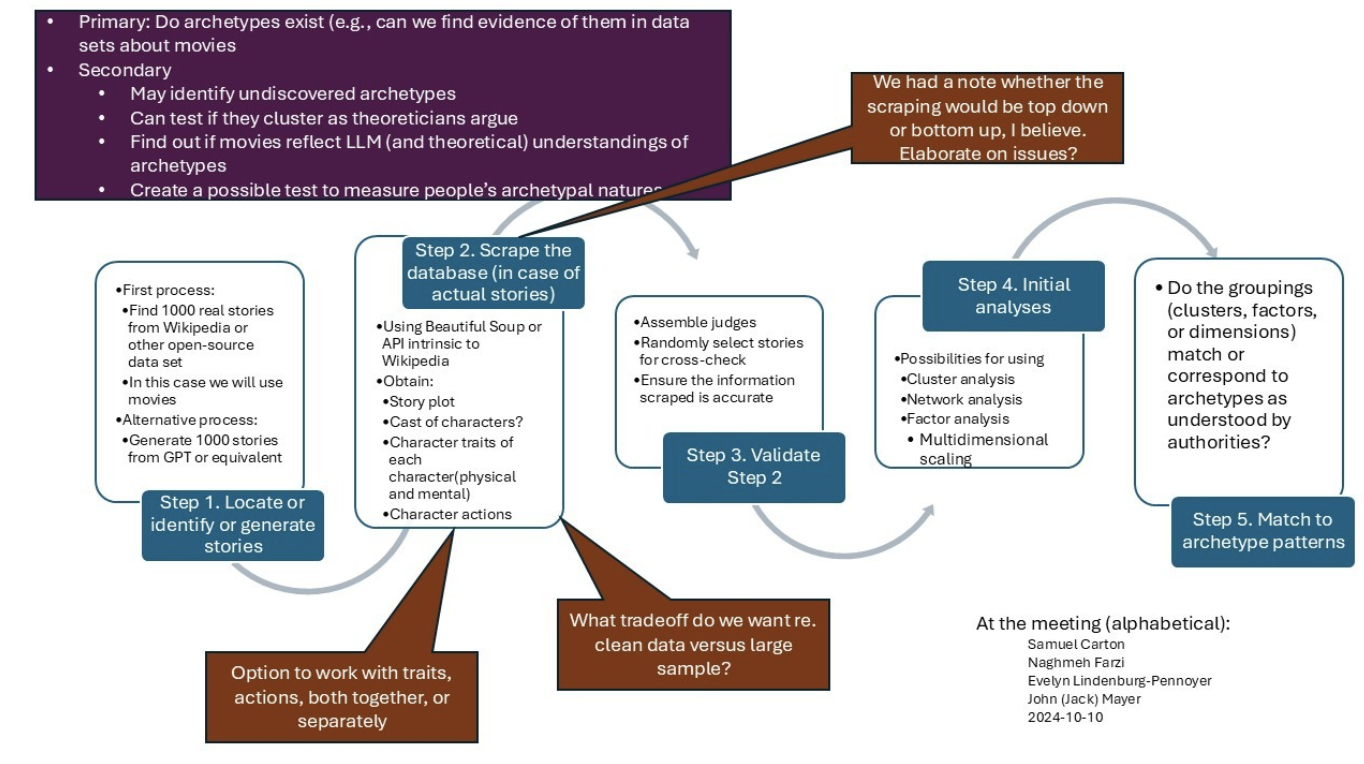 • Primary: Do archetypes exist (e.g., can we find evidence of them in data
sets about movies
• Secondary
• May identify undiscovered archetypes
• Can test if they cluster as theoreticians argue
• Find out if movies reflect LLM (and theoretical) understandings of
archetypes
• Create a possible test to measure people's archetypal natures
We had a note whether the
scraping would be top down
or bottom up, I believe.
Elaborate on issues?
•First process:
•Find 1000 real stories
from Wikipedia or
other open-source
data set
•In this case we will use
movies
•Alternative process:
•Generate 1000 stories
from GPT or equivalent
Step 1. Locate or
identify or generate
stories
Step 2. Scrape the
database (in case of
actual stories)
•Using Beautiful Soup or
API intrinsic to
Wikipedia
•Obtain:
•Story plot
•Cast of characters?
•Character traits of
each
character(physical
and mental)
•Character actions
•Assemble judges
•Randomly select stories
for cross-check
•Ensure the information
scraped is accurate
Step 3. Validate
Step 2
Step 4. Initial
analyses
•Possibilities for using
•Cluster analysis
•Network analysis
•Factor analysis
• Multidimensional
scaling
• Do the groupings
(clusters, factors,
or dimensions)
match or
correspond to
archetypes as
understood by
authorities?
Step 5. Match to
archetype patterns
Option to work with traits,
actions, both together, or
separately
What tradeoff do we want re.
clean data versus large
sample?
At the meeting (alphabetical):
Samuel Carton
Naghmeh Farzi
Evelyn Lindenburg-Pennoyer
John (Jack) Mayer
2024-10-10